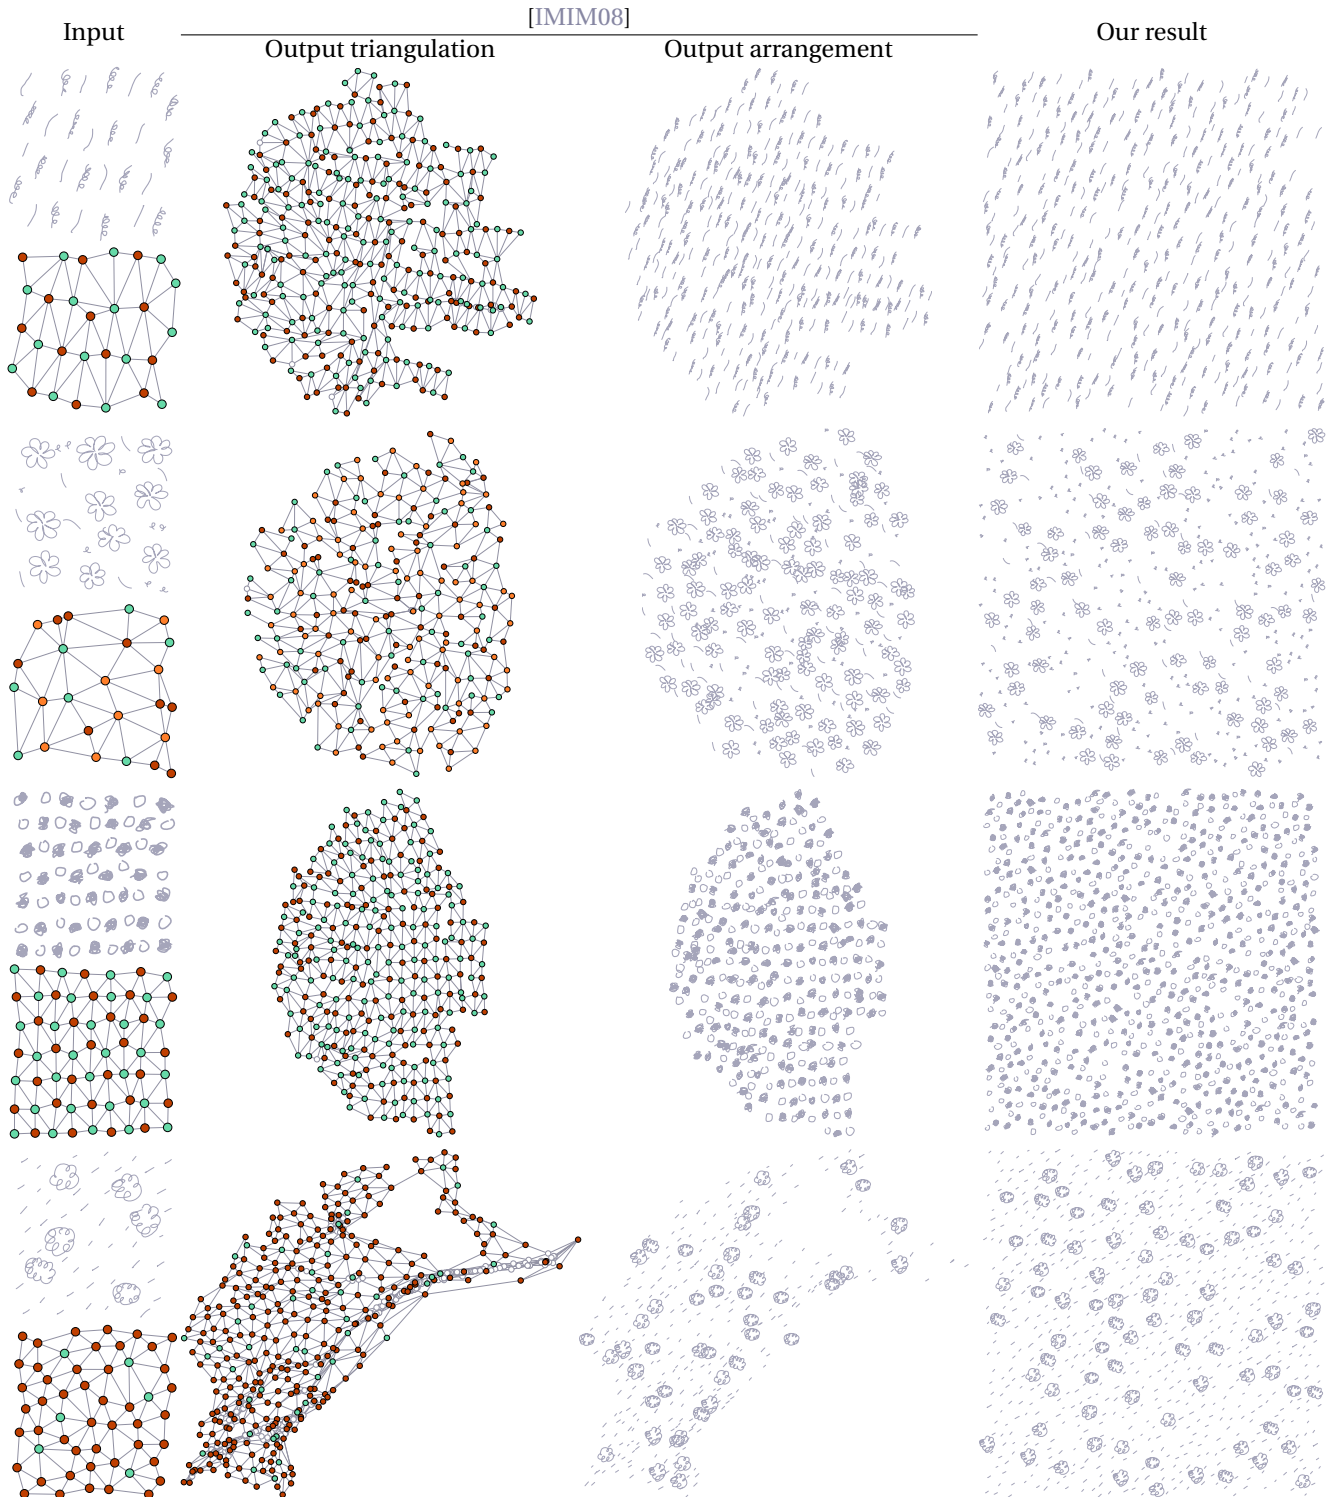 [IMIM08]
Input
Output triangulation
Output arrangement
Our result